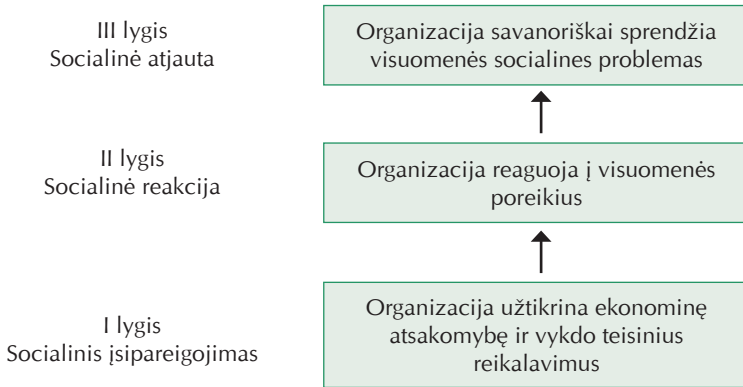 III lygis
Socialinė atjauta
Organizacija savanoriškai sprendžia
visuomenės socialines problemas
II lygis
Socialinė reakcija
Organizacija reaguoja į visuomenės
poreikius
I lygis
Socialinis įsipareigojimas
Organizacija užtikrina ekonominę
atsakomybę ir vykdo teisinius
reikalavimus